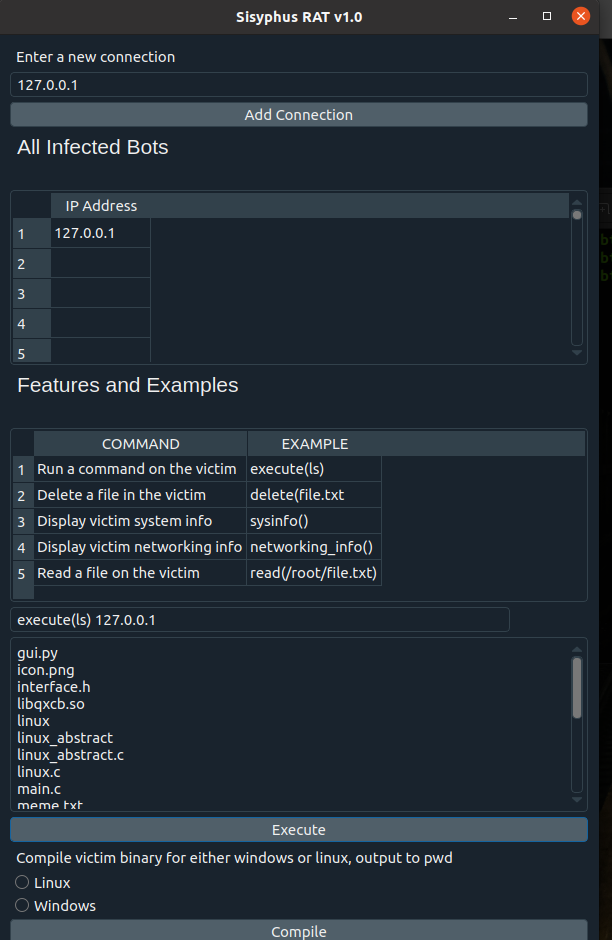 Sisyphus RAT v1.0
Enter a new connection
127.0.0.1
Add Connection
All Infected Bots
IP Address
1 127.0.0.1
2
3
4
5
Features and Examples
COMMAND EXAMPLE
1 Run a command on the victim execute(ls)
2 Delete a file in the victim delete(file.txt
3 Display victim system info sysinfo()
4 Display victim networking info networking_info()
5 Read a file on the victim read(/root/file.txt)
execute(ls) 127.0.0.1
gui.py
icon.png
interface.h
libqxcb.so
linux
linux_abstract
linux_abstract.c
linux.c
main.c
meme.txt
Execute
Compile victim binary for either windows or linux, output to pwd
Linux
Windows
Compile